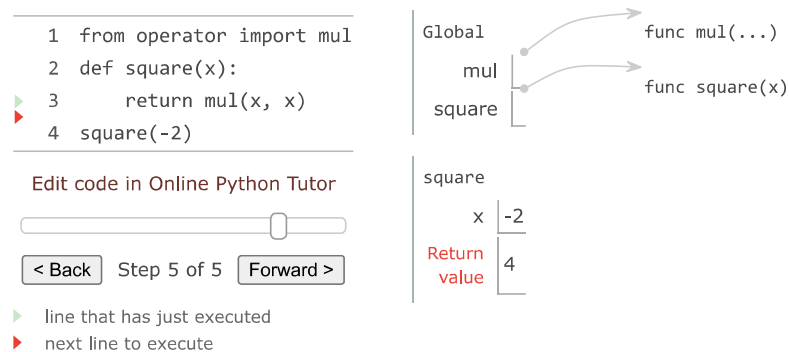 1 from operator import mul
2 def square(x):
3     return mul(x, x)
4 square(-2)
Edit code in Online Python Tutor
< Back Step 5 of 5 Forward >
line that has just executed
next line to execute
Global
mul
square
func mul(...)
func square(x)
square
x -2
Return
value 4